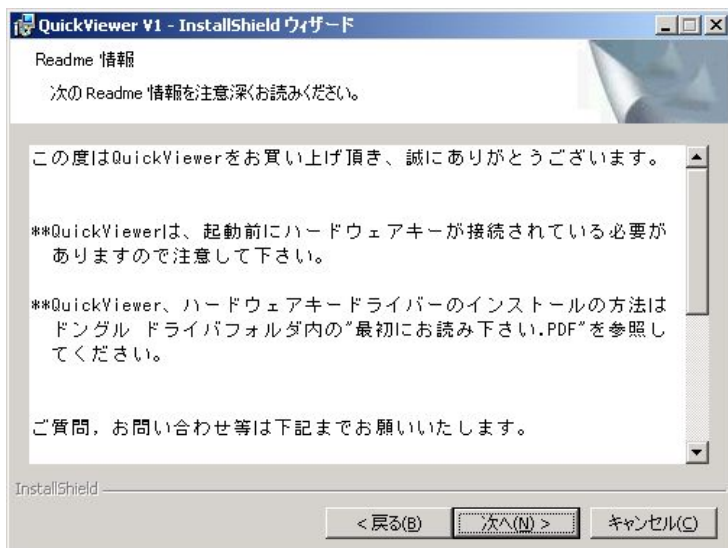 QuickViewer V1 - InstallShield ウィザード
Readme 情報
次の Readme 情報を注意深くお読みください。
この度はQuickViewerをお買い上げ頂き、誠にありがとうございます。
**QuickViewerは、起動前にハードウェアキーが接続されている必要が
ありますので注意して下さい。
**QuickViewer、ハードウェアキードライバーのインストールの方法は
ドングル ドライバフォルダ内の"最初にお読み下さい.PDF"を参照し
てください。
ご質問，お問い合わせ等は下記までお願いいたします。
InstallShield
< 戻る(B)
次へ(N) >
キャンセル(C)